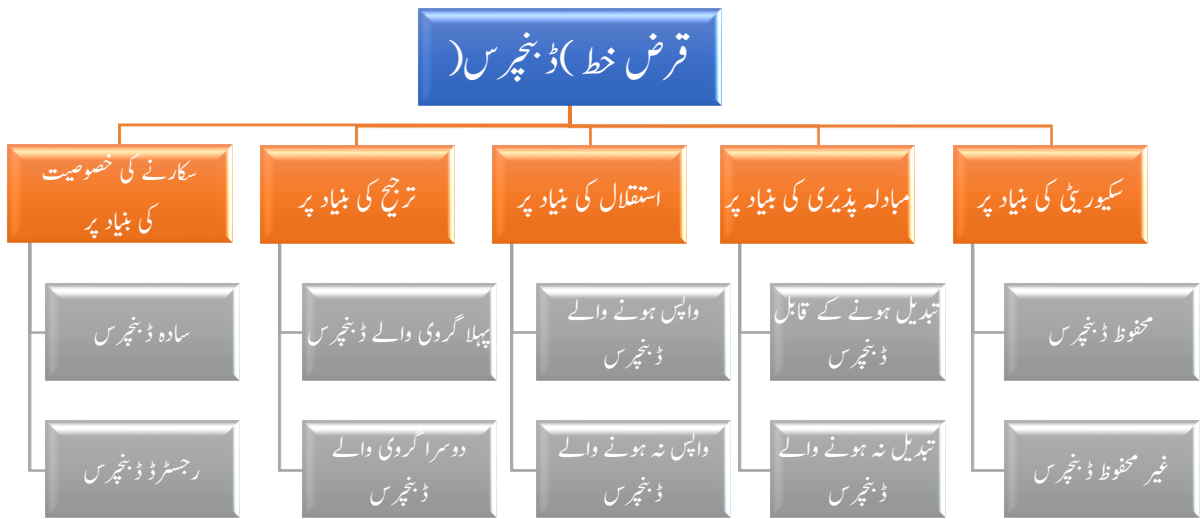 قرض خط )ڈبنچرس(
سکیوریٹی کی بنیاد پر
محفوظ ڈبنچرس
غیر محفوظ ڈبنچرس
مبادلہ پذیری کی بنیاد پر
تبدیل ہونے کے قابل
ڈبنچرس
تبدیل نہ ہونے والے
ڈبنچرس
استقلال کی بنیاد پر
واپس ہونے والے
ڈبنچرس
واپس نہ ہونے والے
ڈبنچرس
ترجیح کی بنیاد پر
پہلا گروی والے ڈبنچرس
دوسرا گروی والے
ڈبنچرس
سکارنے کی خصوصیت
کی بنیاد پر
سادہ ڈبنچرس
رجسٹرڈ ڈبنچرس